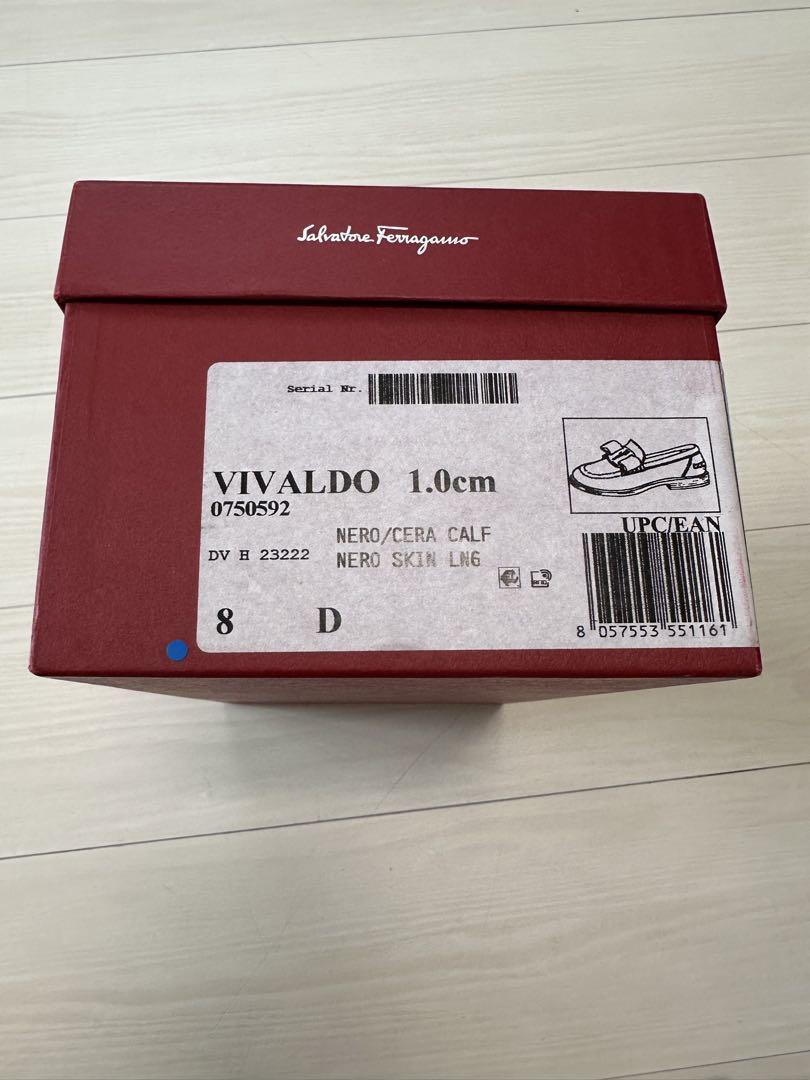 Salvatore Ferragamo
Serial Nr.
VIVALDO 1.0cm
0750592
NERO/CERA CALF
DV H 23222 NERO SKIN LN6
UPC/EAN
8 D
8 057553 551161